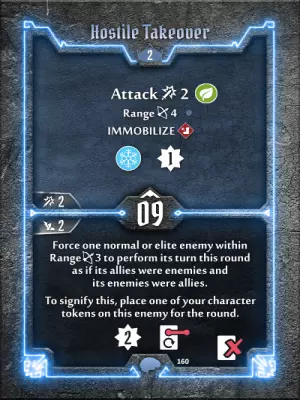 Hostile Takeover
2
Attack 2
Range 4
IMMOBILIZE
1
2
09
2
Force one normal or elite enemy within
Range 3 to perform its turn this round
as if its allies were enemies and
its enemies were allies.
To signify this, place one of your character
tokens on this enemy for the round.
2
160